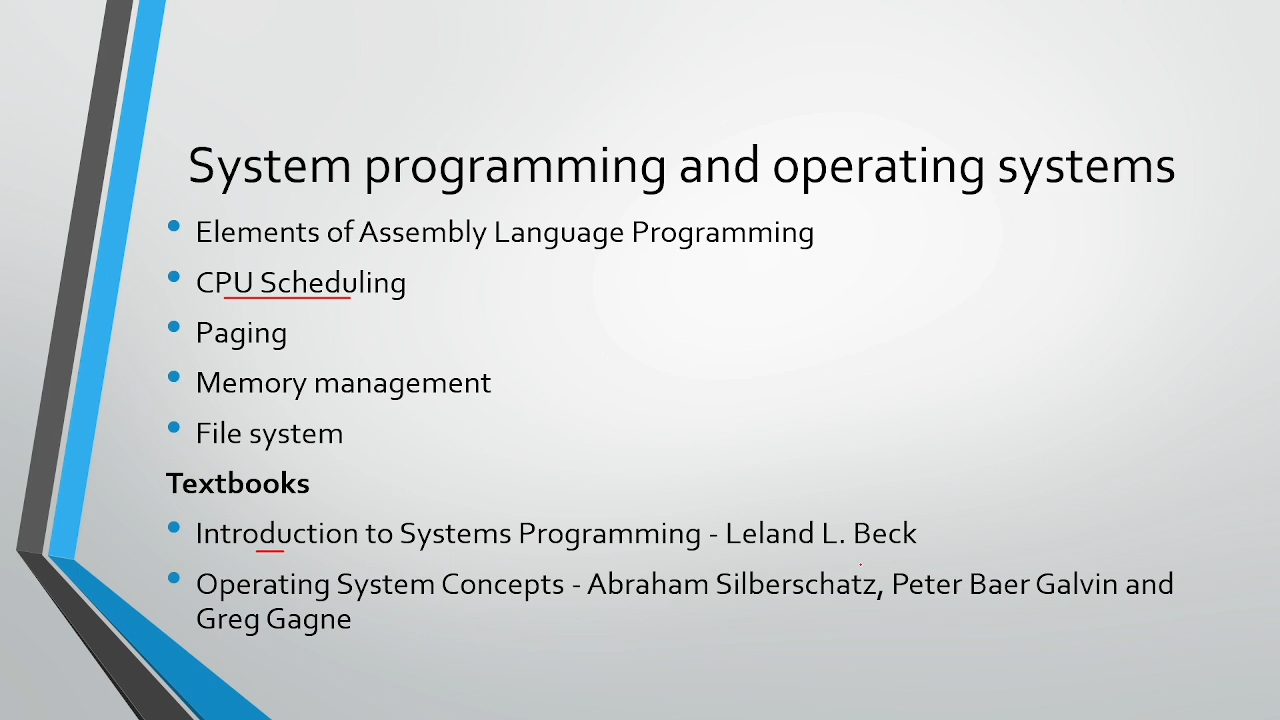 System programming and operating systems
• Elements of Assembly Language Programming
• CPU Scheduling
• Paging
• Memory management
• File system
Textbooks
• Introduction to Systems Programming - Leland L. Beck
• Operating System Concepts - Abraham Silberschatz, Peter Baer Galvin and
Greg Gagne